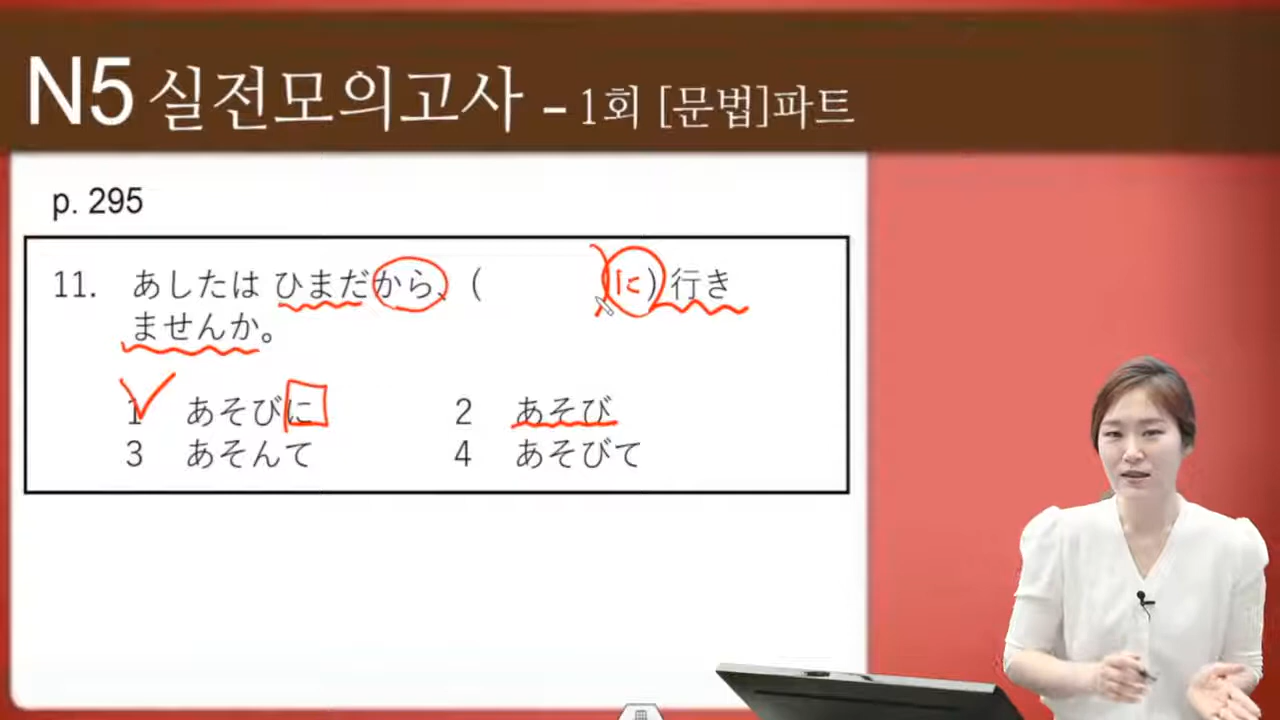 N5 실전모의고사 – 1회 [문법]파트
p. 295
11. あしたは ひまだから、( に) 行き
ませんか。
1 あそびに 2 あそび
3 あそんて 4 あそびて